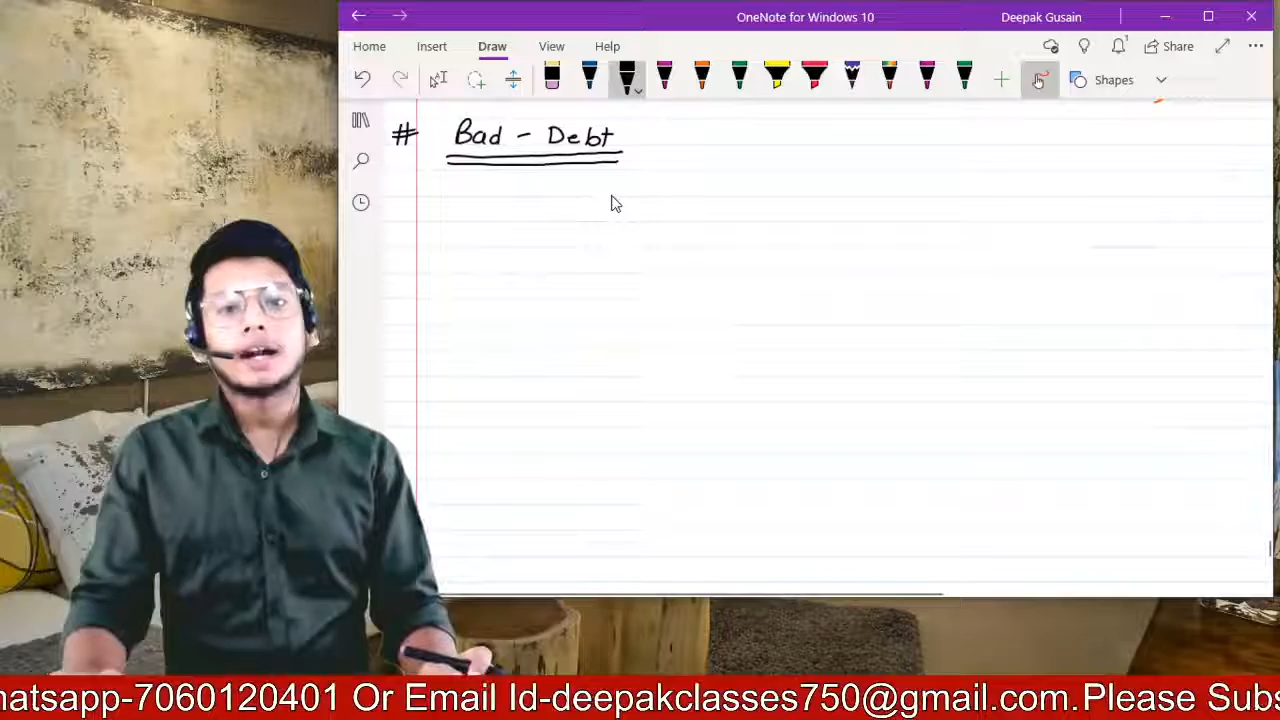 OneNote for Windows 10
Deepak Gusain
Home Insert Draw View Help
Share
Shapes
# Bad - Debt
hatsapp-7060120401 Or Email Id-deepakclasses750@gmail.com.Please Subs